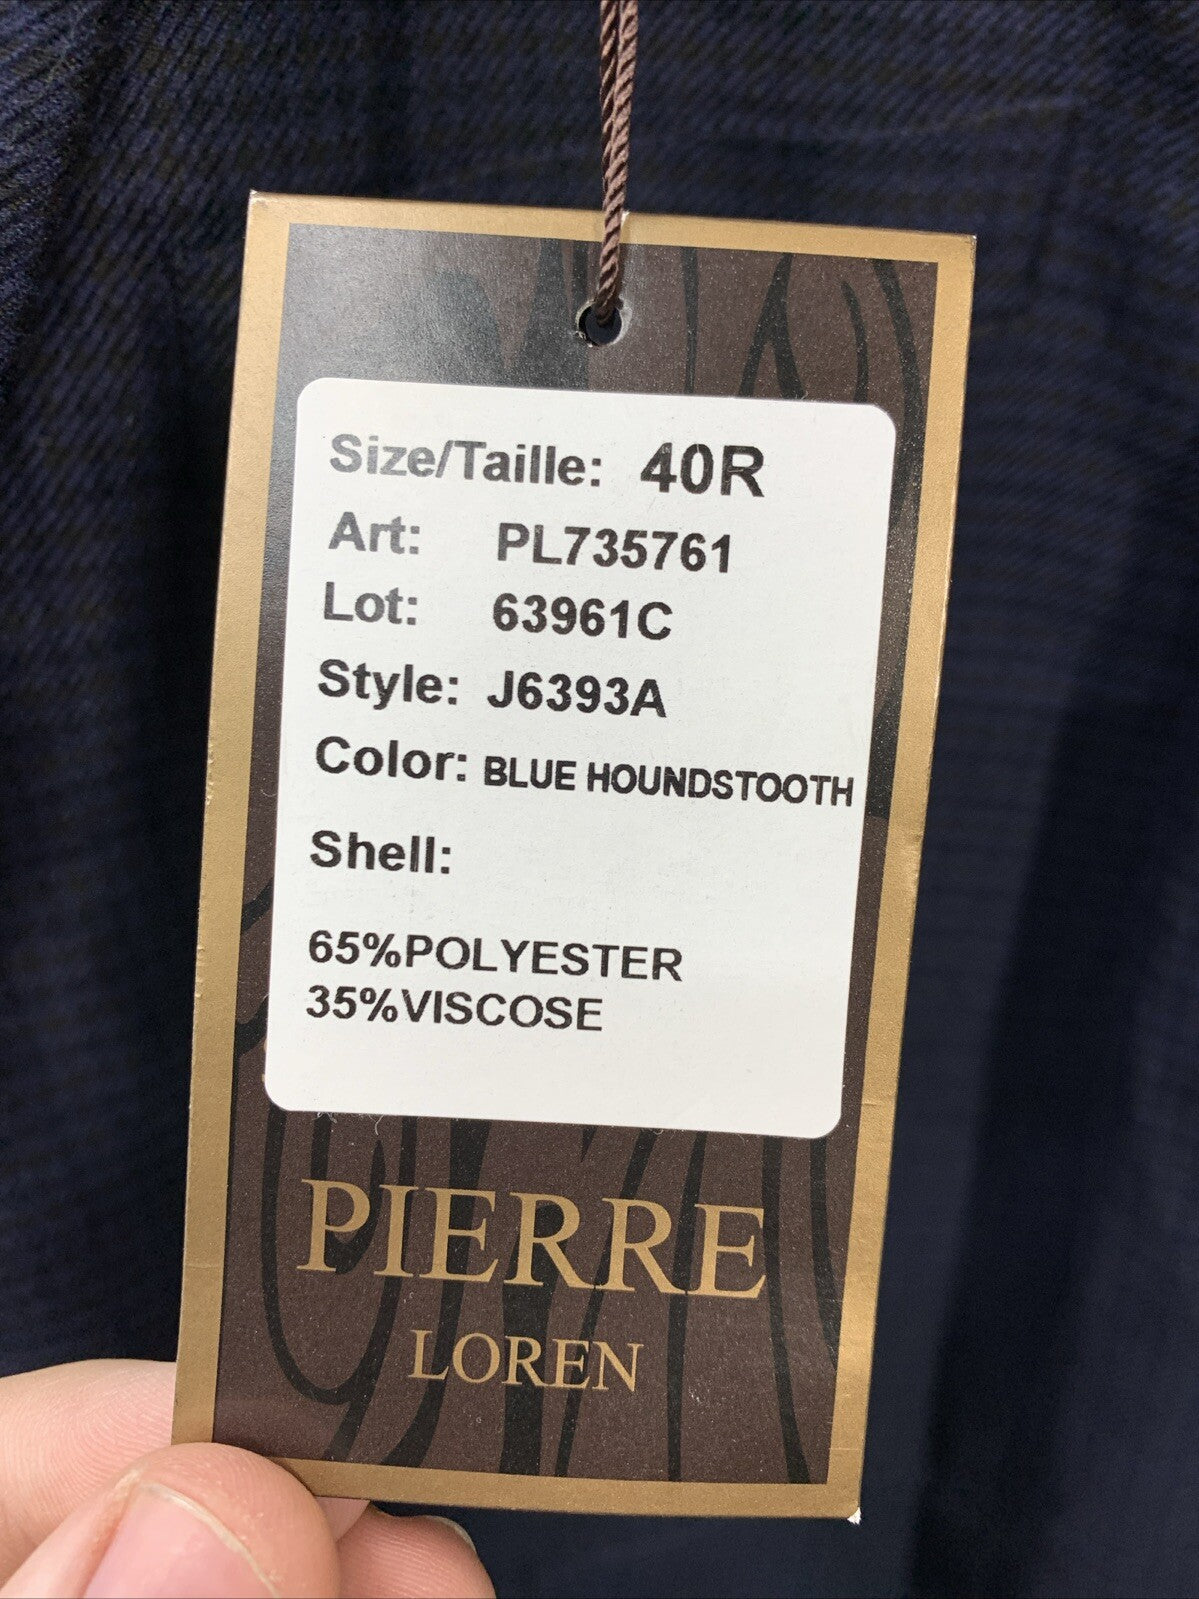 Size/Taille: 40R
Art: PL735761
Lot: 63961C
Style: J6393A
Color: BLUE HOUNDSTOOTH
Shell:
65%POLYESTER
35%VISCOSE
PIERRE
LOREN